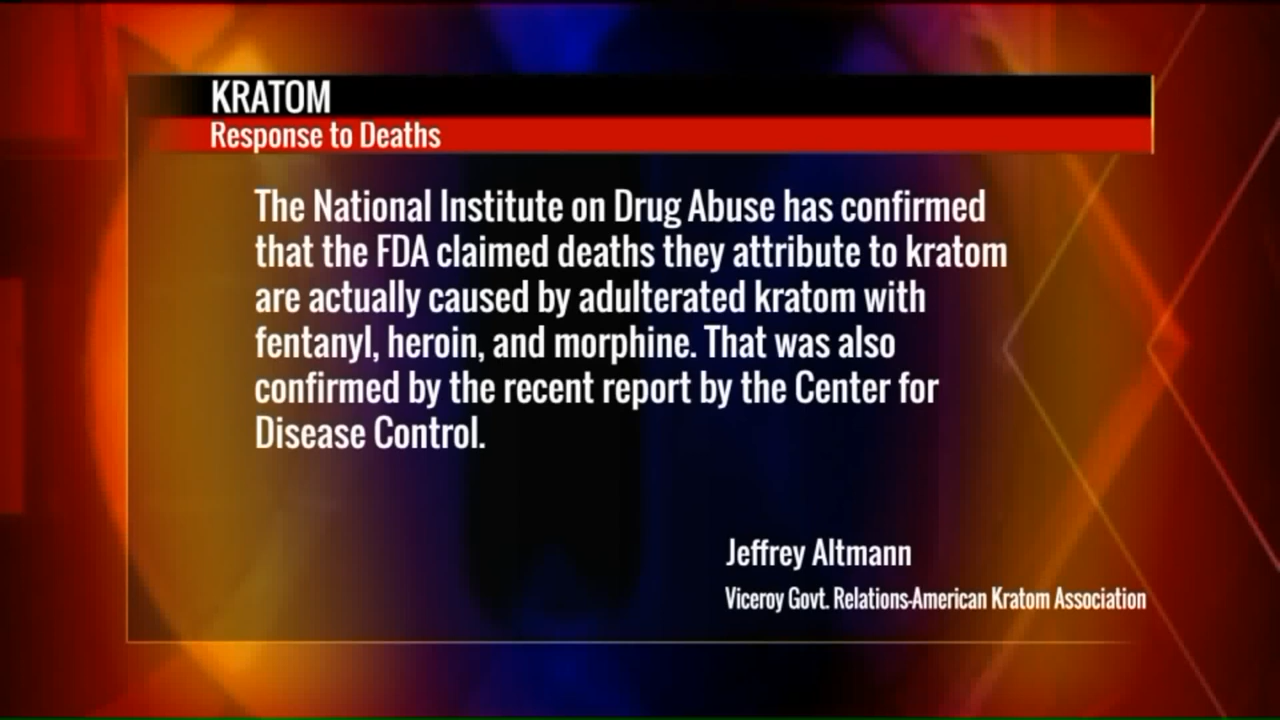 KRATOM
Response to Deaths
The National Institute on Drug Abuse has confirmed
that the FDA claimed deaths they attribute to kratom
are actually caused by adulterated kratom with
fentanyl, heroin, and morphine. That was also
confirmed by the recent report by the Center for
Disease Control.
Jeffrey Altmann
Viceroy Govt. Relations-American Kratom Association